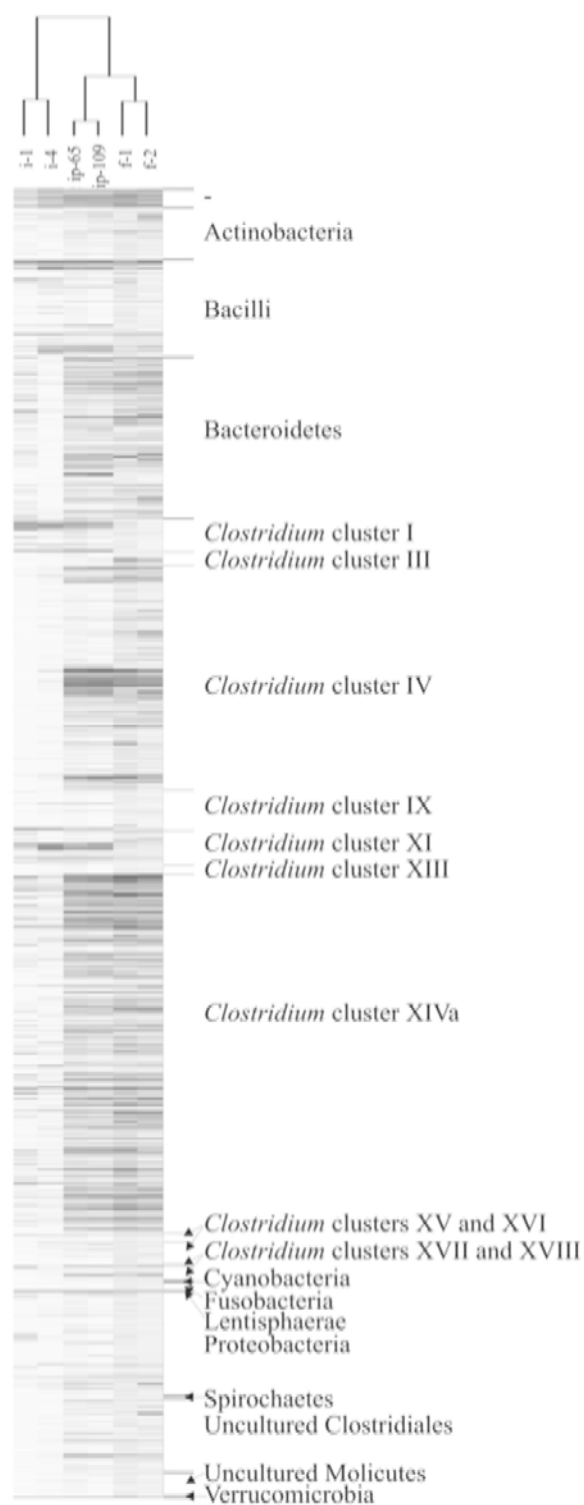 i-1
i-4
ip-65
ip-109
f-1
f-2
-
Actinobacteria
Bacilli
Bacteroidetes
Clostridium cluster I
Clostridium cluster III
Clostridium cluster IV
Clostridium cluster IX
Clostridium cluster XI
Clostridium cluster XIII
Clostridium cluster XIVa
Clostridium clusters XV and XVI
Clostridium clusters XVII and XVIII
Cyanobacteria
Fusobacteria
Lentisphaerae
Proteobacteria
Spirochaetes
Uncultured Clostridiales
Uncultured Molicutes
Verrucomicrobia